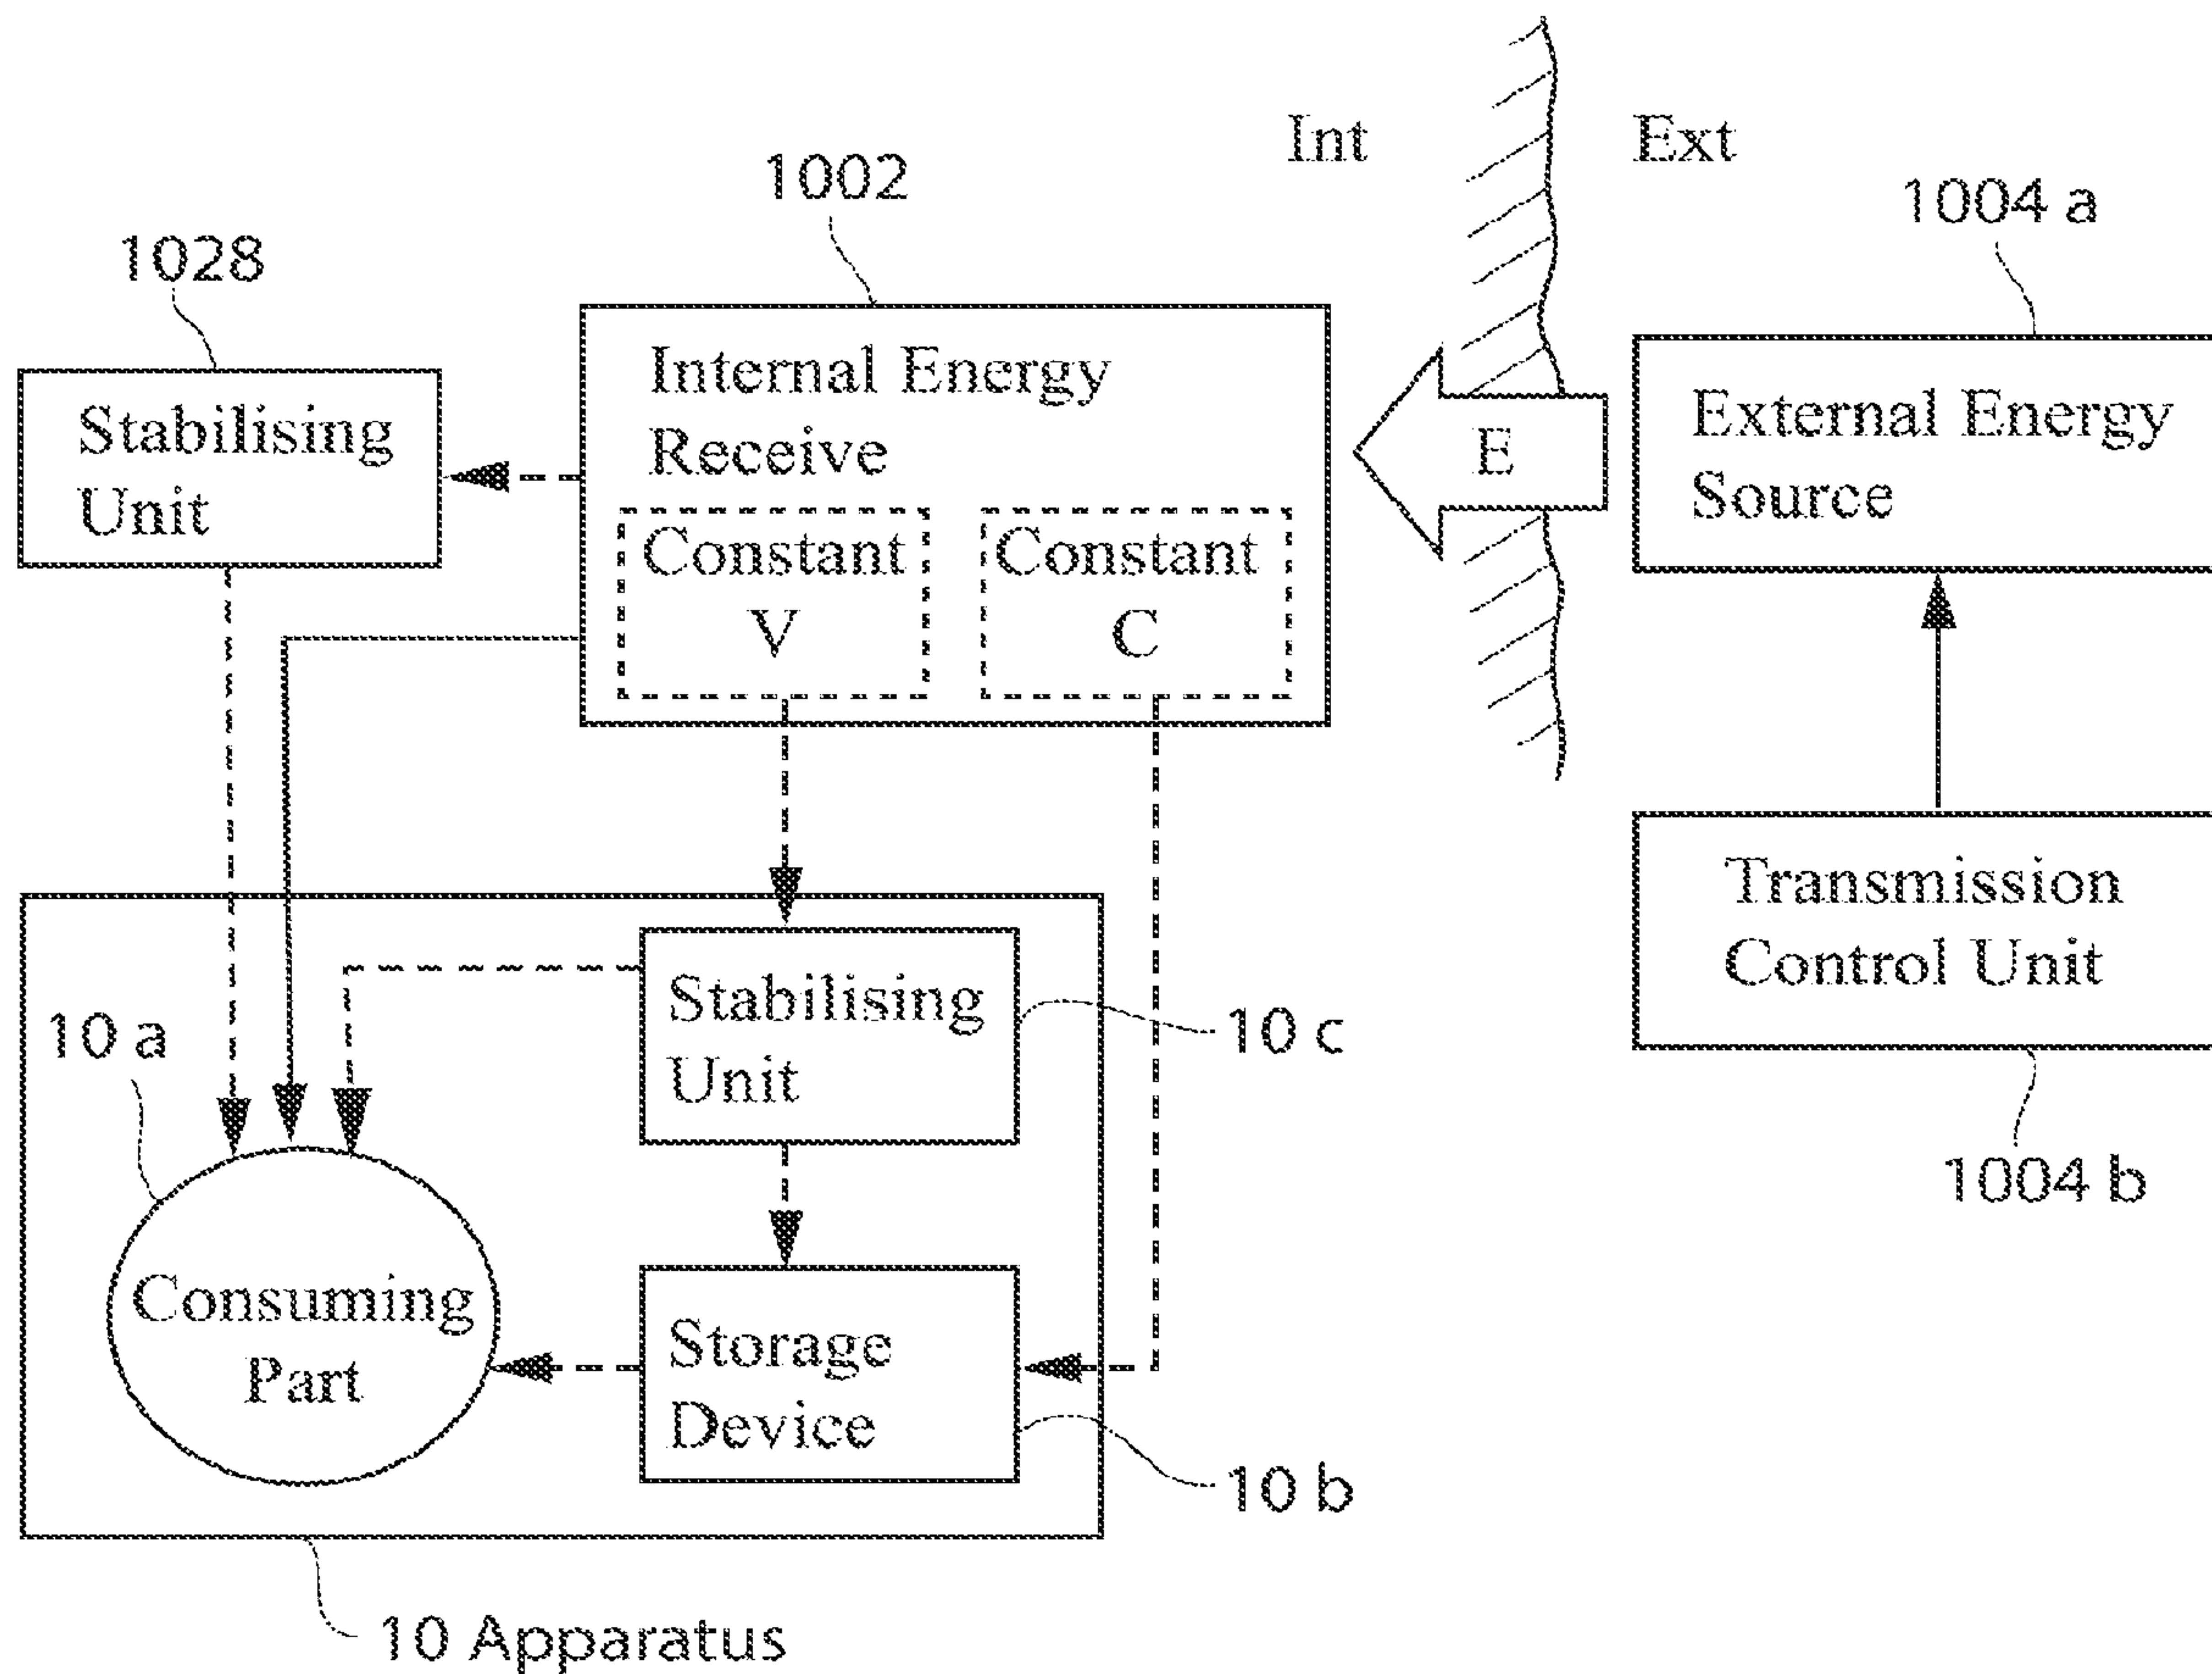 Int
Ext
1002
1004 a
1028
Internal Energy
Receive
Stabilising
Unit
E
External Energy
Source
Constant
V
Constant
C
Transmission
Control Unit
10 a
Stabilising
Unit
10 c
1004 b
Consuming
Part
Storage
Device
10 b
10 Apparatus